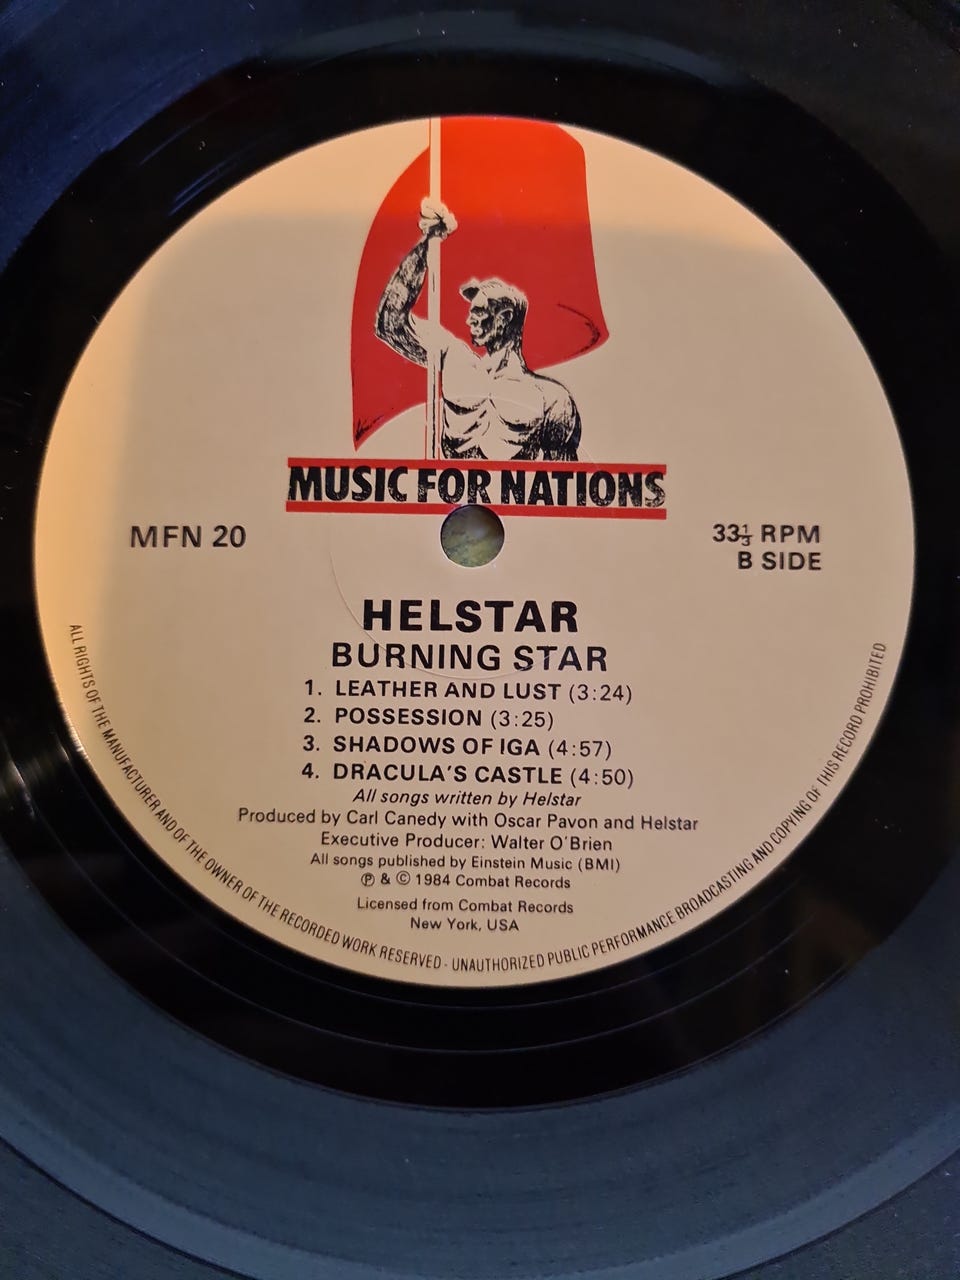 MUSIC FOR NATIONS
MFN 20
33⅓ RPM
B SIDE
HELSTAR
BURNING STAR
1. LEATHER AND LUST (3:24)
2. POSSESSION (3:25)
3. SHADOWS OF IGA (4:57)
4. DRACULA'S CASTLE (4:50)
All songs written by Helstar
Produced by Carl Canedy with Oscar Pavon and Helstar
Executive Producer: Walter O'Brien
All songs published by Einstein Music (BMI)
℗ & © 1984 Combat Records
Licensed from Combat Records
New York, USA
ALL RIGHTS OF THE MANUFACTURER AND OF THE OWNER OF THE RECORDED WORK RESERVED - UNAUTHORIZED PUBLIC PERFORMANCE BROADCASTING AND COPYING OF THIS RECORD PROHIBITED